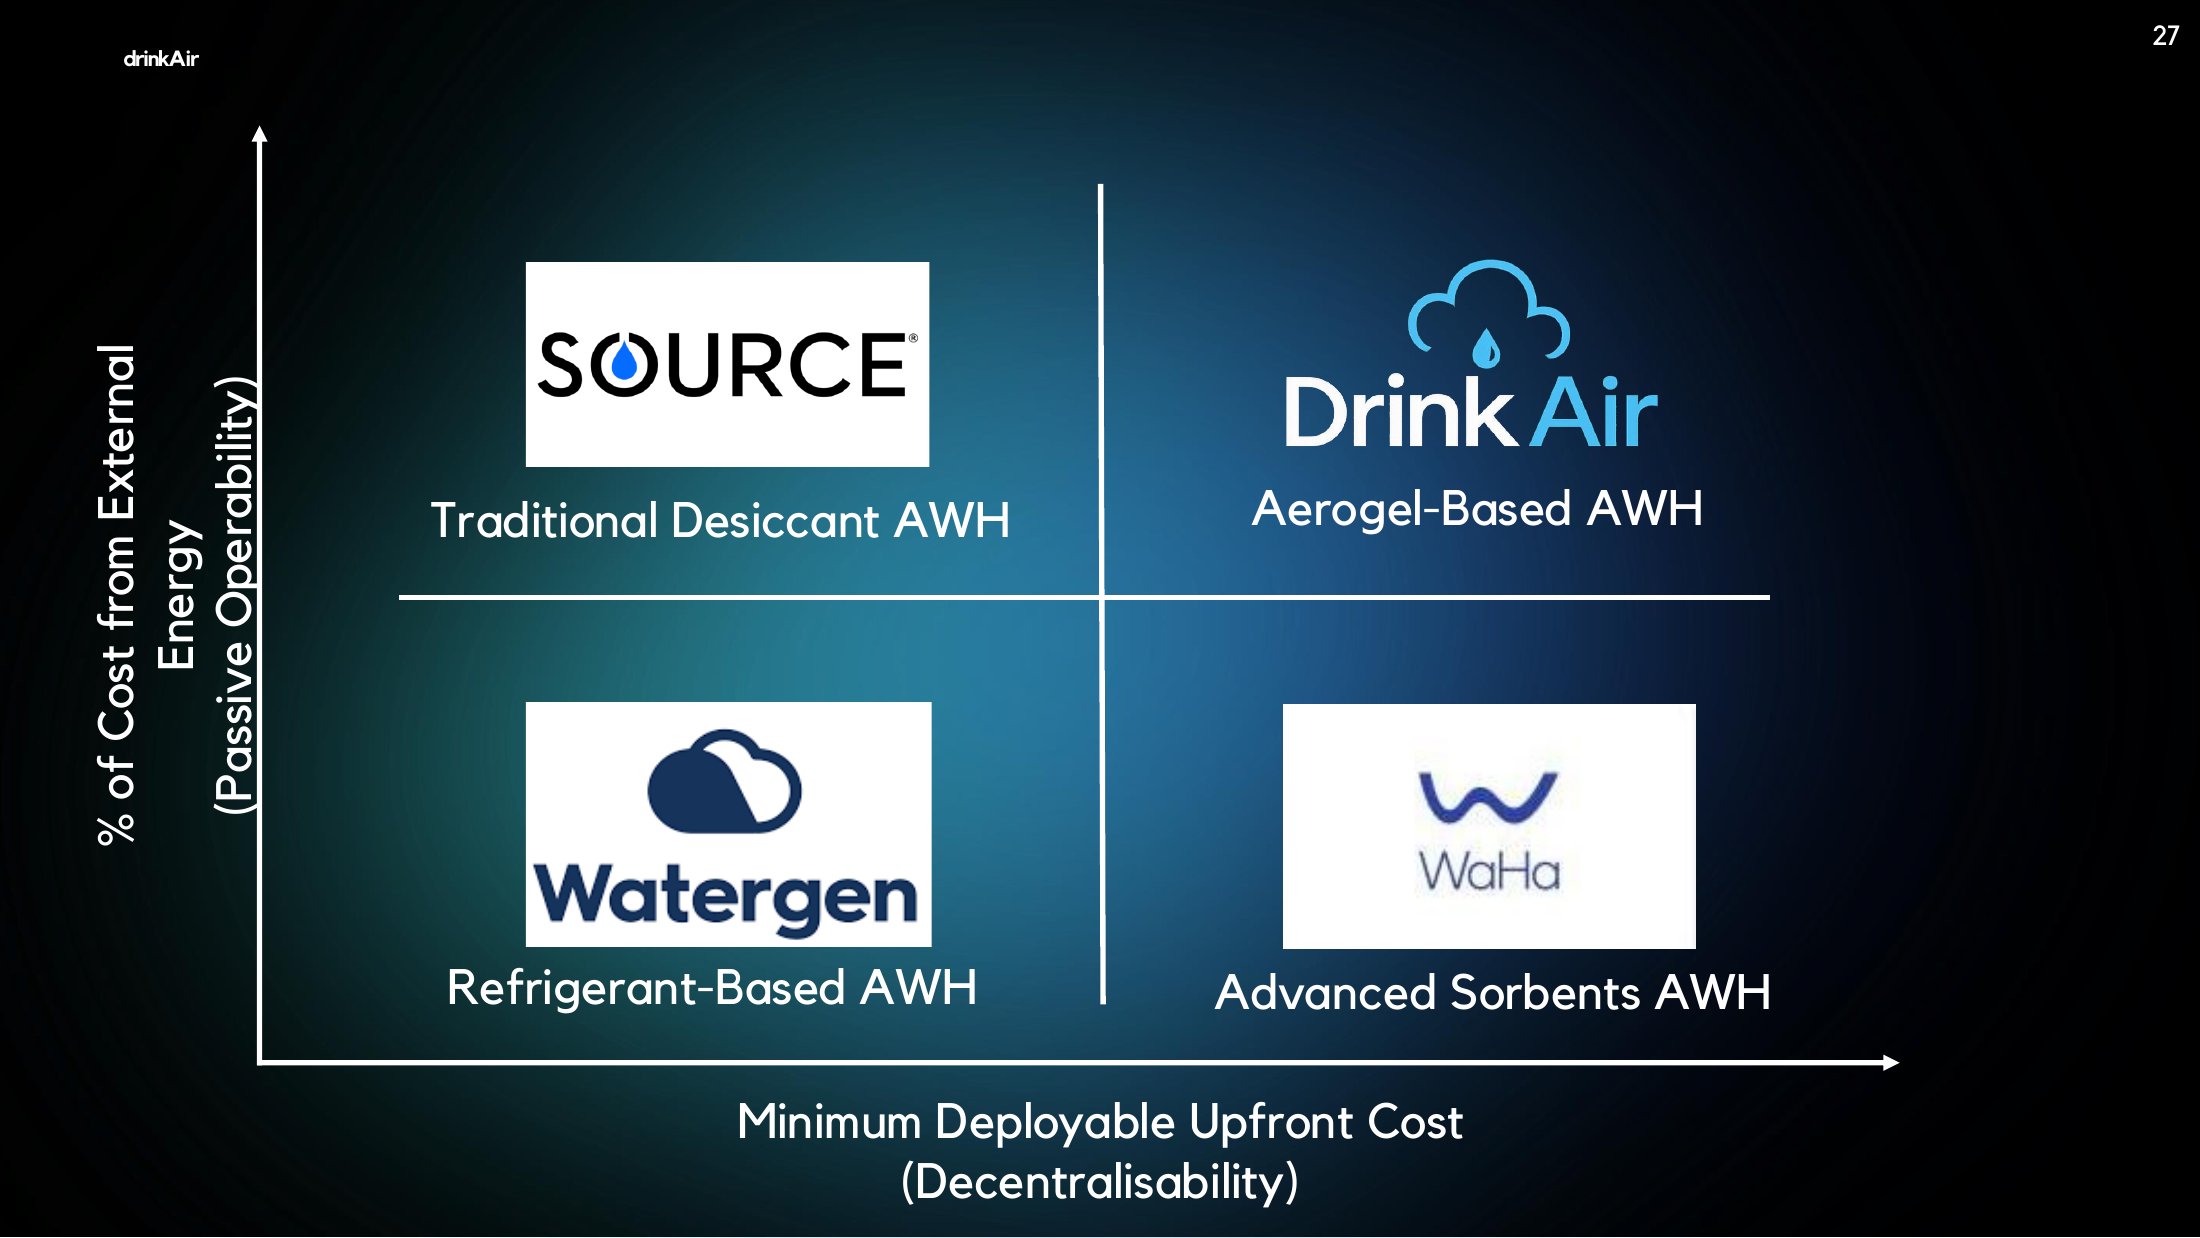 drinkAir
27
% of Cost from External
Energy
(Passive Operability)
SOURCE®
Traditional Desiccant AWH
Drink Air
Aerogel-Based AWH
Watergen
Refrigerant-Based AWH
WaHa
Advanced Sorbents AWH
Minimum Deployable Upfront Cost
(Decentralisability)